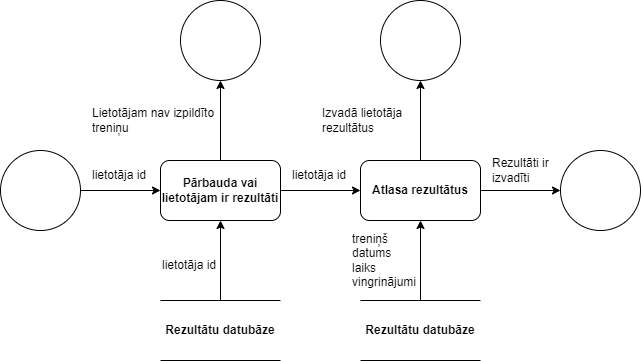 Lietotājam nav izpildīto
treniņu
Izvadā lietotāja
rezultātus
lietotāja id
Pārbauda vai
lietotājam ir rezultāti
lietotāja id
Atlasa rezultātus
Rezultāti ir
izvadīti
lietotāja id
treniņš
datums
laiks
vingrinājumi
Rezultātu datubāze
Rezultātu datubāze